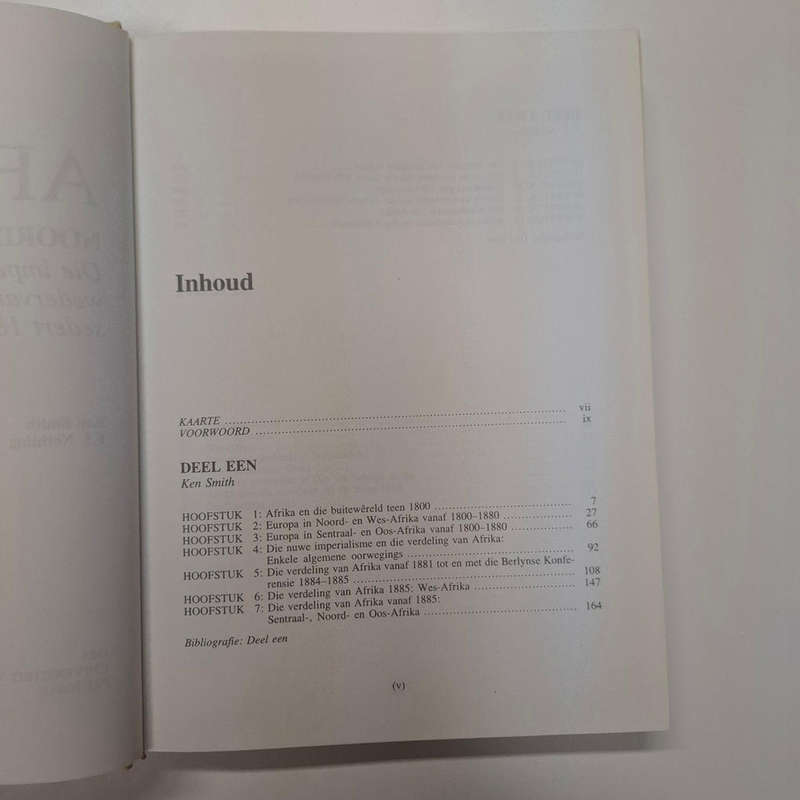 Inhoud
KAARTE ........ vii
VOORWOORD ........ ix
DEEL EEN
Ken Smith
HOOFSTUK 1: Afrika en die buitewêreld teen 1800 ........ 7
HOOFSTUK 2: Europa in Noord- en Wes-Afrika vanaf 1800–1880 ........ 27
HOOFSTUK 3: Europa in Sentraal- en Oos-Afrika vanaf 1800–1880 ........ 66
HOOFSTUK 4: Die nuwe imperialisme en die verdeling van Afrika:
Enkele algemene oorwegings ........ 92
HOOFSTUK 5: Die verdeling van Afrika vanaf 1881 tot en met die Berlynse Konfe-
rensie 1884–1885 ........ 108
HOOFSTUK 6: Die verdeling van Afrika 1885: Wes-Afrika ........ 147
HOOFSTUK 7: Die verdeling van Afrika vanaf 1885:
Sentraal-, Noord- en Oos-Afrika ........ 164
Bibliografie: Deel een
(v)